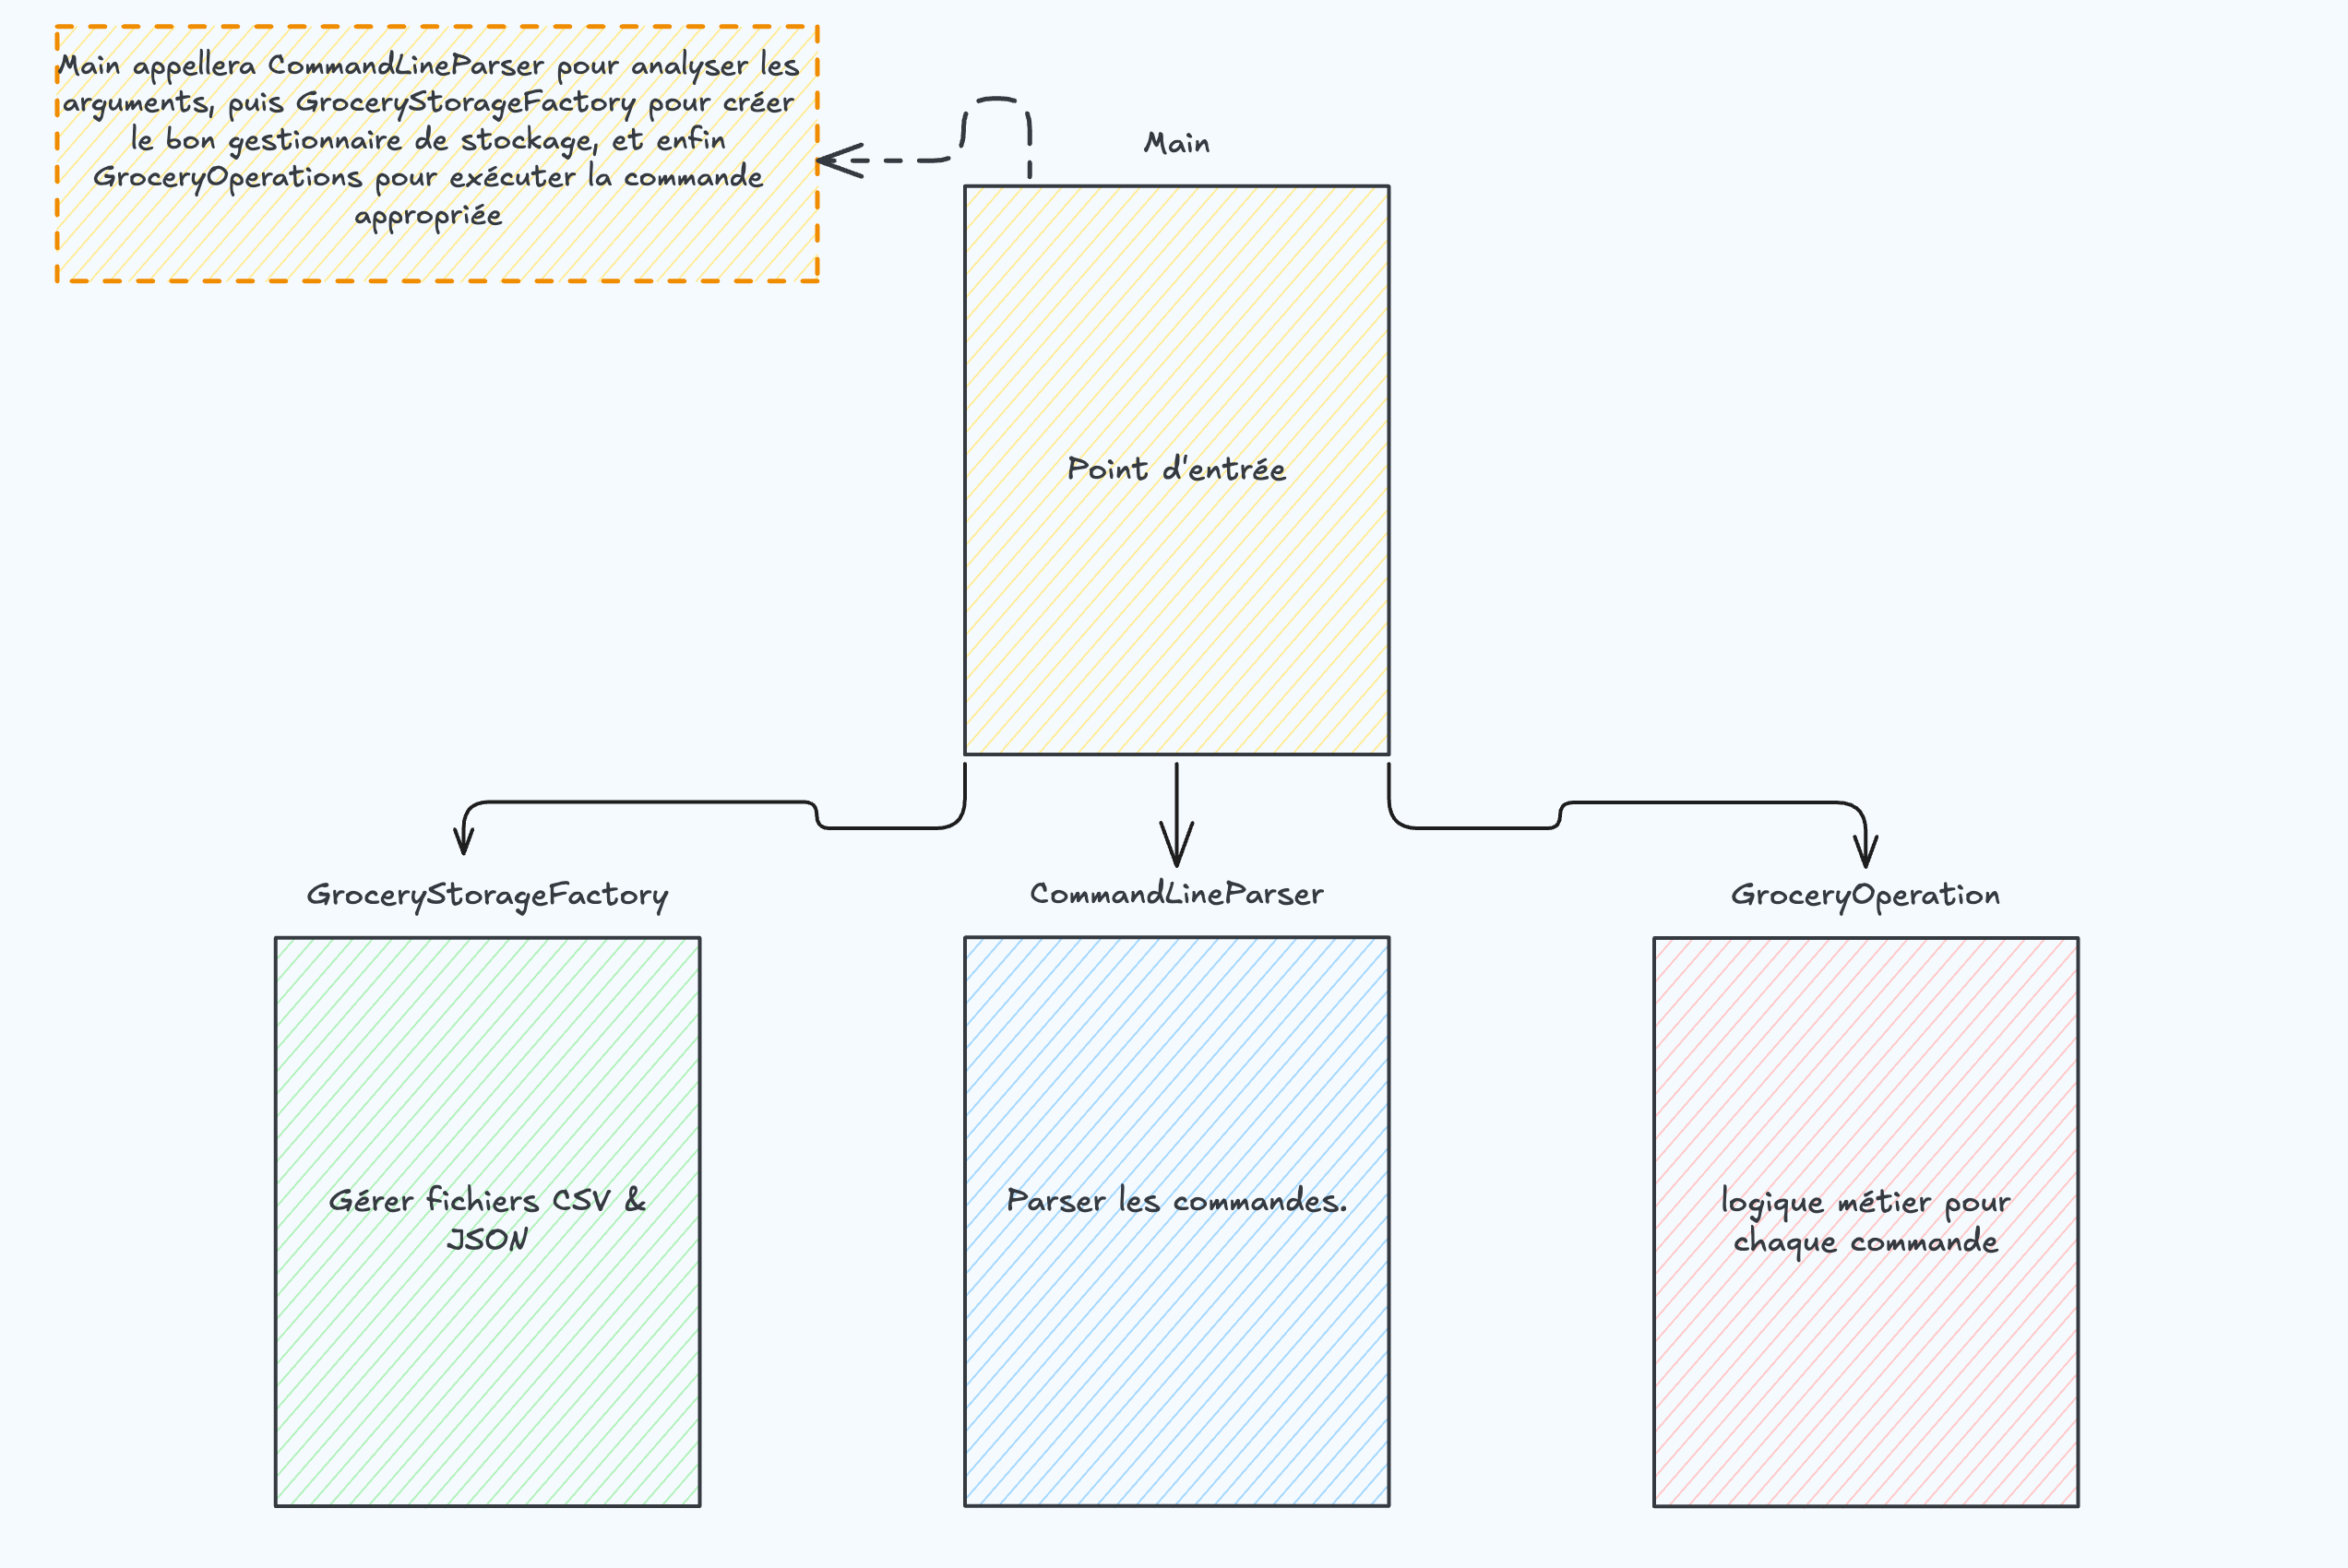 Main appellera CommandLineParser pour analyser les
arguments, puis GroceryStorageFactory pour créer
le bon gestionnaire de stockage, et enfin
GroceryOperations pour exécuter la commande
appropriée
Main
Point d'entrée
GroceryStorageFactory
CommandLineParser
GroceryOperation
Gérer fichiers CSV &
JSON
Parser les commandes.
logique métier pour
chaque commande